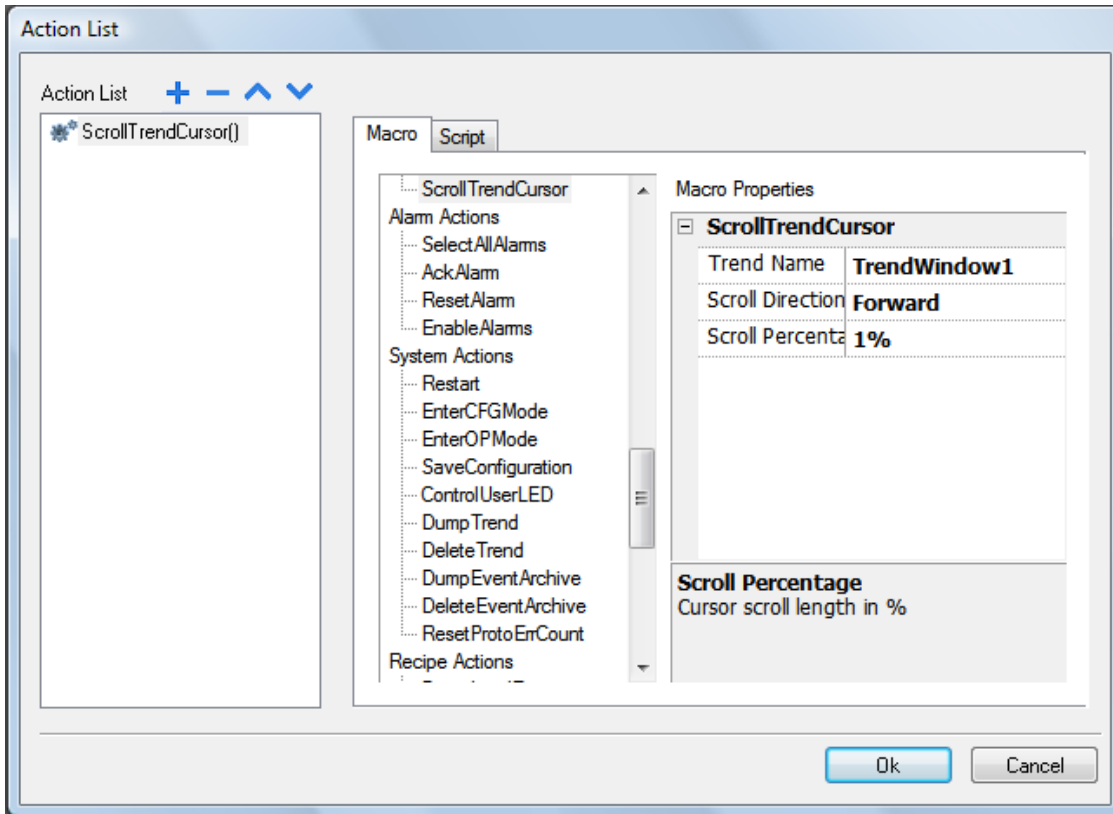 Action List
Action List
ScrollTrendCursor()
Macro
Script
ScrollTrendCursor
Alarm Actions
SelectAllAlarms
AckAlarm
ResetAlarm
EnableAlarms
System Actions
Restart
EnterCFGMode
EnterOPMode
SaveConfiguration
ControlUserLED
DumpTrend
DeleteTrend
DumpEventArchive
DeleteEventArchive
ResetProtoErrCount
Recipe Actions
Macro Properties
ScrollTrendCursor
Trend Name TrendWindow1
Scroll Direction Forward
Scroll Percenta 1%
Scroll Percentage
Cursor scroll length in %
Ok
Cancel